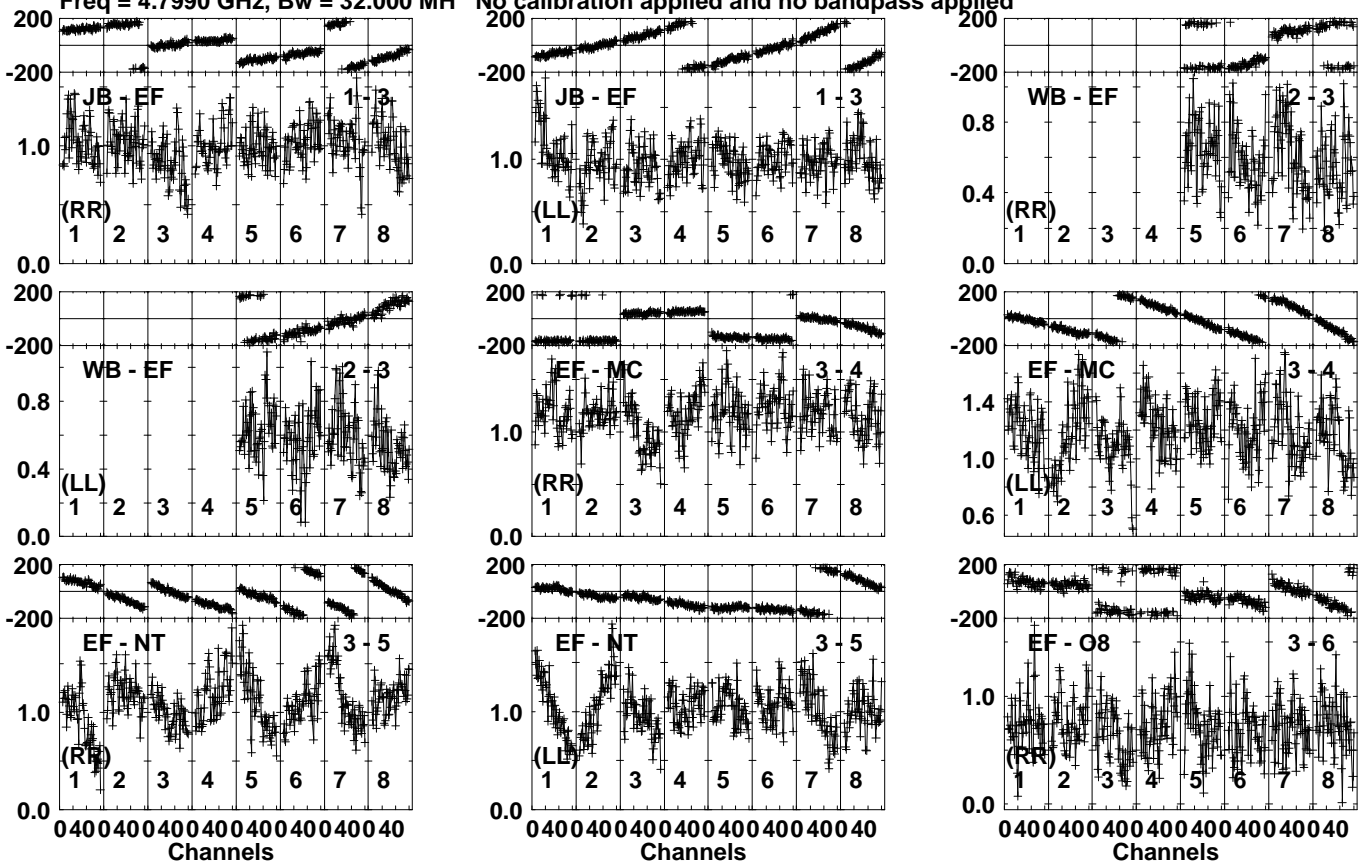 Freq = 4.7990 GHz, Bw = 32.000 MH No calibration applied and no bandpass applied
200
-200
JB - EF 1 - 3
1.0
(RR)
1 2 3 4 5 6 7 8
0.0
200
-200
JB - EF 1 - 3
1.0
(LL)
1 2 3 4 5 6 7 8
0.0
200
-200
WB - EF 2 - 3
0.8
0.4
(RR)
1 2 3 4 5 6 7 8
0.0
200
-200
WB - EF 2 - 3
0.8
0.4
(LL)
1 2 3 4 5 6 7 8
0.0
200
-200
EF - MC 3 - 4
1.0
(RR)
1 2 3 4 5 6 7 8
0.0
200
-200
EF - MC 3 - 4
1.4
1.0
(LL)
0.6
1 2 3 4 5 6 7 8
200
-200
EF - NT 3 - 5
1.0
(RR)
1 2 3 4 5 6 7 8
0.0
0 40 0 40 0 40 0 40 0 40 0 40 0 40 0 40
Channels
200
-200
EF - NT 3 - 5
1.0
(LL)
1 2 3 4 5 6 7 8
0.0
0 40 0 40 0 40 0 40 0 40 0 40 0 40 0 40
Channels
200
-200
EF - O8 3 - 6
1.0
(RR)
1 2 3 4 5 6 7 8
0.0
0 40 0 40 0 40 0 40 0 40 0 40 0 40 0 40
Channels